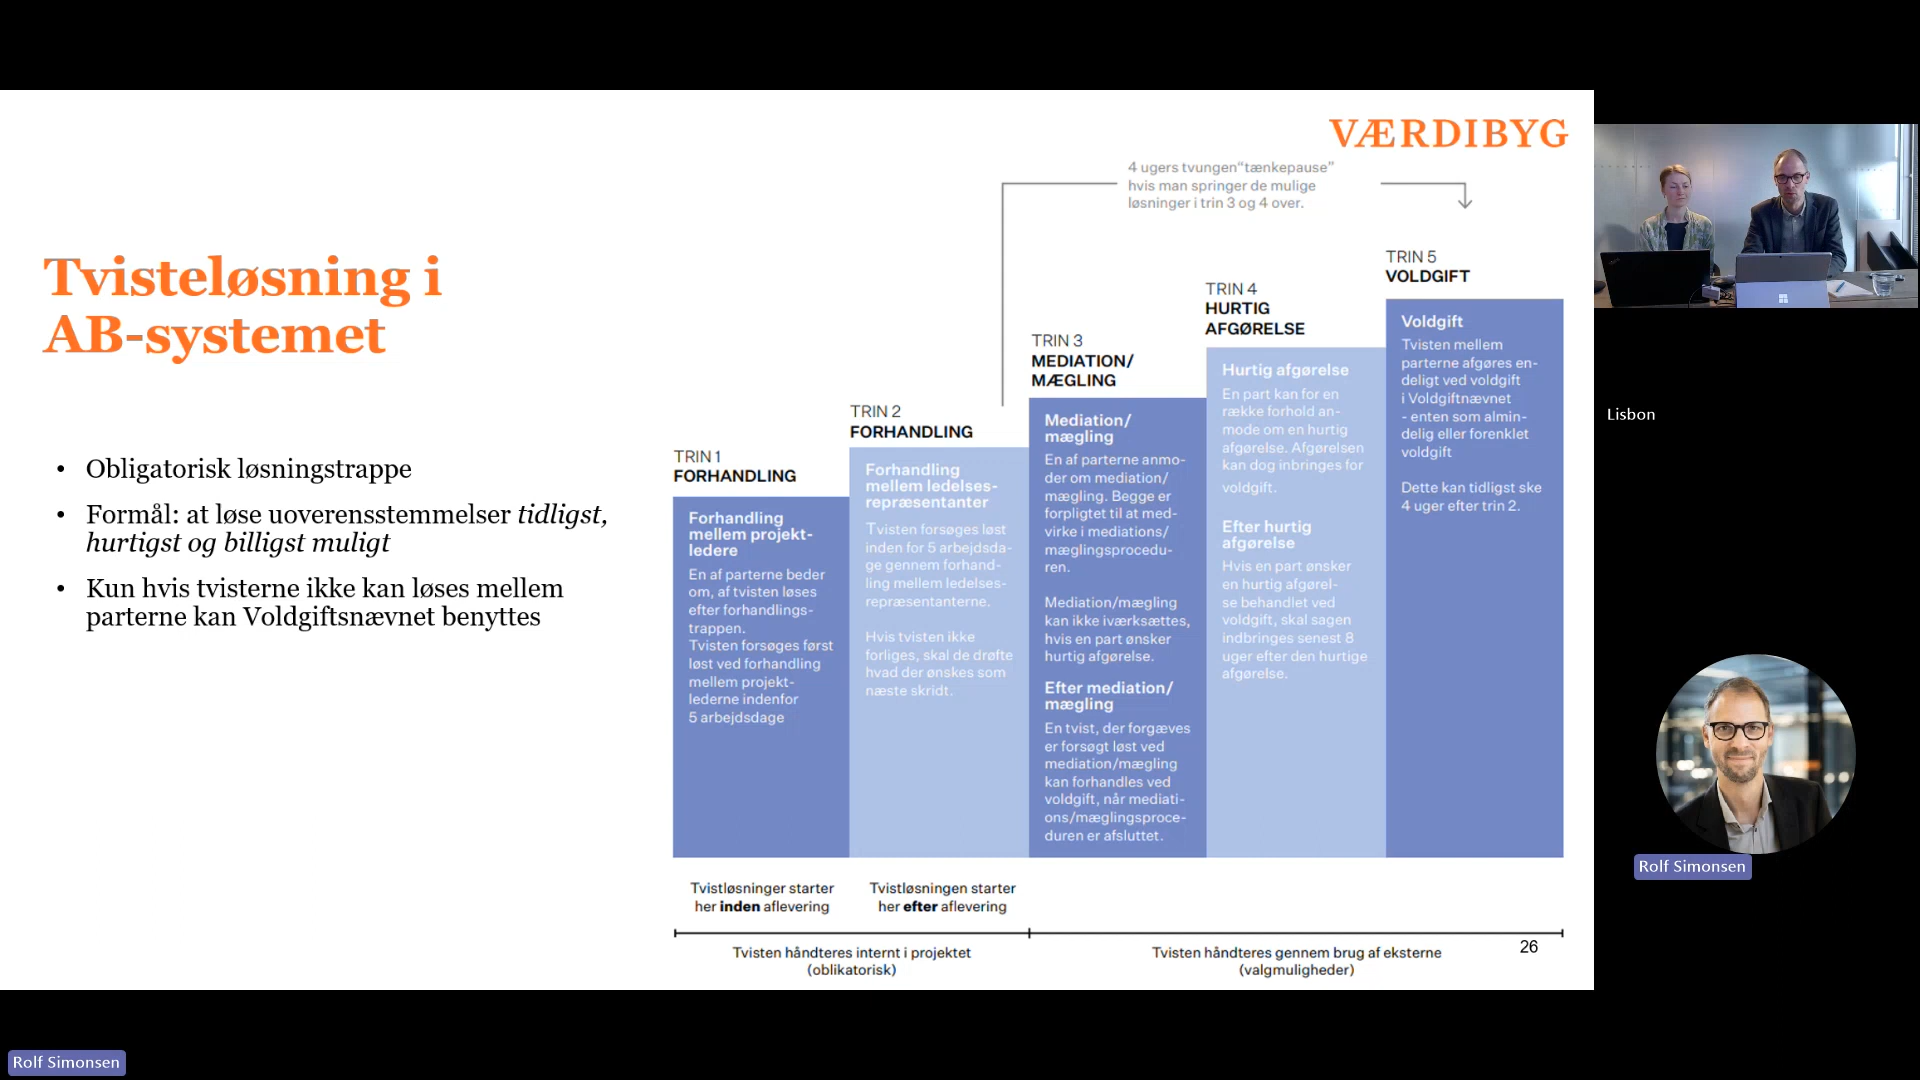 VÆRDIBYG
4 ugers tvungen“tænkepause”
hvis man springer de mulige
løsninger i trin 3 og 4 over.
Tvisteløsning i
AB-systemet
• Obligatorisk løsningstrappe
• Formål: at løse uoverensstemmelser tidligst,
hurtigst og billigst muligt
• Kun hvis tvisterne ikke kan løses mellem
parterne kan Voldgiftsnævnet benyttes
TRIN 1
FORHANDLING
Forhandling
mellem projekt-
ledere
En af parterne beder
om, af tvisten løses
efter forhandlings-
trappen.
Tvisten forsøges først
løst ved forhandling
mellem projekt-
lederne indenfor
5 arbejdsdage
TRIN 2
FORHANDLING
Forhandling
mellem ledelses-
repræsentanter
Tvisten forsøges løst
inden for 5 arbejdsda-
ge gennem forhand-
ling mellem ledelses-
repræsentanterne.
Hvis tvisten ikke
forliges, skal de drøfte
hvad der ønskes som
næste skridt.
TRIN 3
MEDIATION/
MÆGLING
Mediation/
mægling
En af parterne anmo-
der om mediation/
mægling. Begge er
forpligtet til at med-
virke i mediations/
mæglingsprocedu-
ren.
Mediation/mægling
kan ikke iværksættes,
hvis en part ønsker
hurtig afgørelse.
Efter mediation/
mægling
En tvist, der forgæves
er forsøgt løst ved
mediation/mægling
kan forhandles ved
voldgift, når mediati-
ons/mæglingsproce-
duren er afsluttet.
TRIN 4
HURTIG
AFGØRELSE
Hurtig afgørelse
En part kan for en
række forhold an-
mode om en hurtig
afgørelse. Afgørelsen
kan dog inbringes for
voldgift.
Efter hurtig
afgørelse
Hvis en part ønsker
en hurtig afgørel-
se behandlet ved
voldgift, skal sagen
indbringes senest 8
uger efter den hurtige
afgørelse.
TRIN 5
VOLDGIFT
Voldgift
Tvisten mellem
parterne afgøres en-
deligt ved voldgift
i Voldgiftnævnet
- enten som almin-
delig eller forenklet
voldgift
Dette kan tidligst ske
4 uger efter trin 2.
Tvistløsninger starter
her inden aflevering
Tvistløsningen starter
her efter aflevering
Tvisten håndteres internt i projektet
(oblikatorisk)
Tvisten håndteres gennem brug af eksterne
(valgmuligheder)
26
Lisbon
Rolf Simonsen
Rolf Simonsen